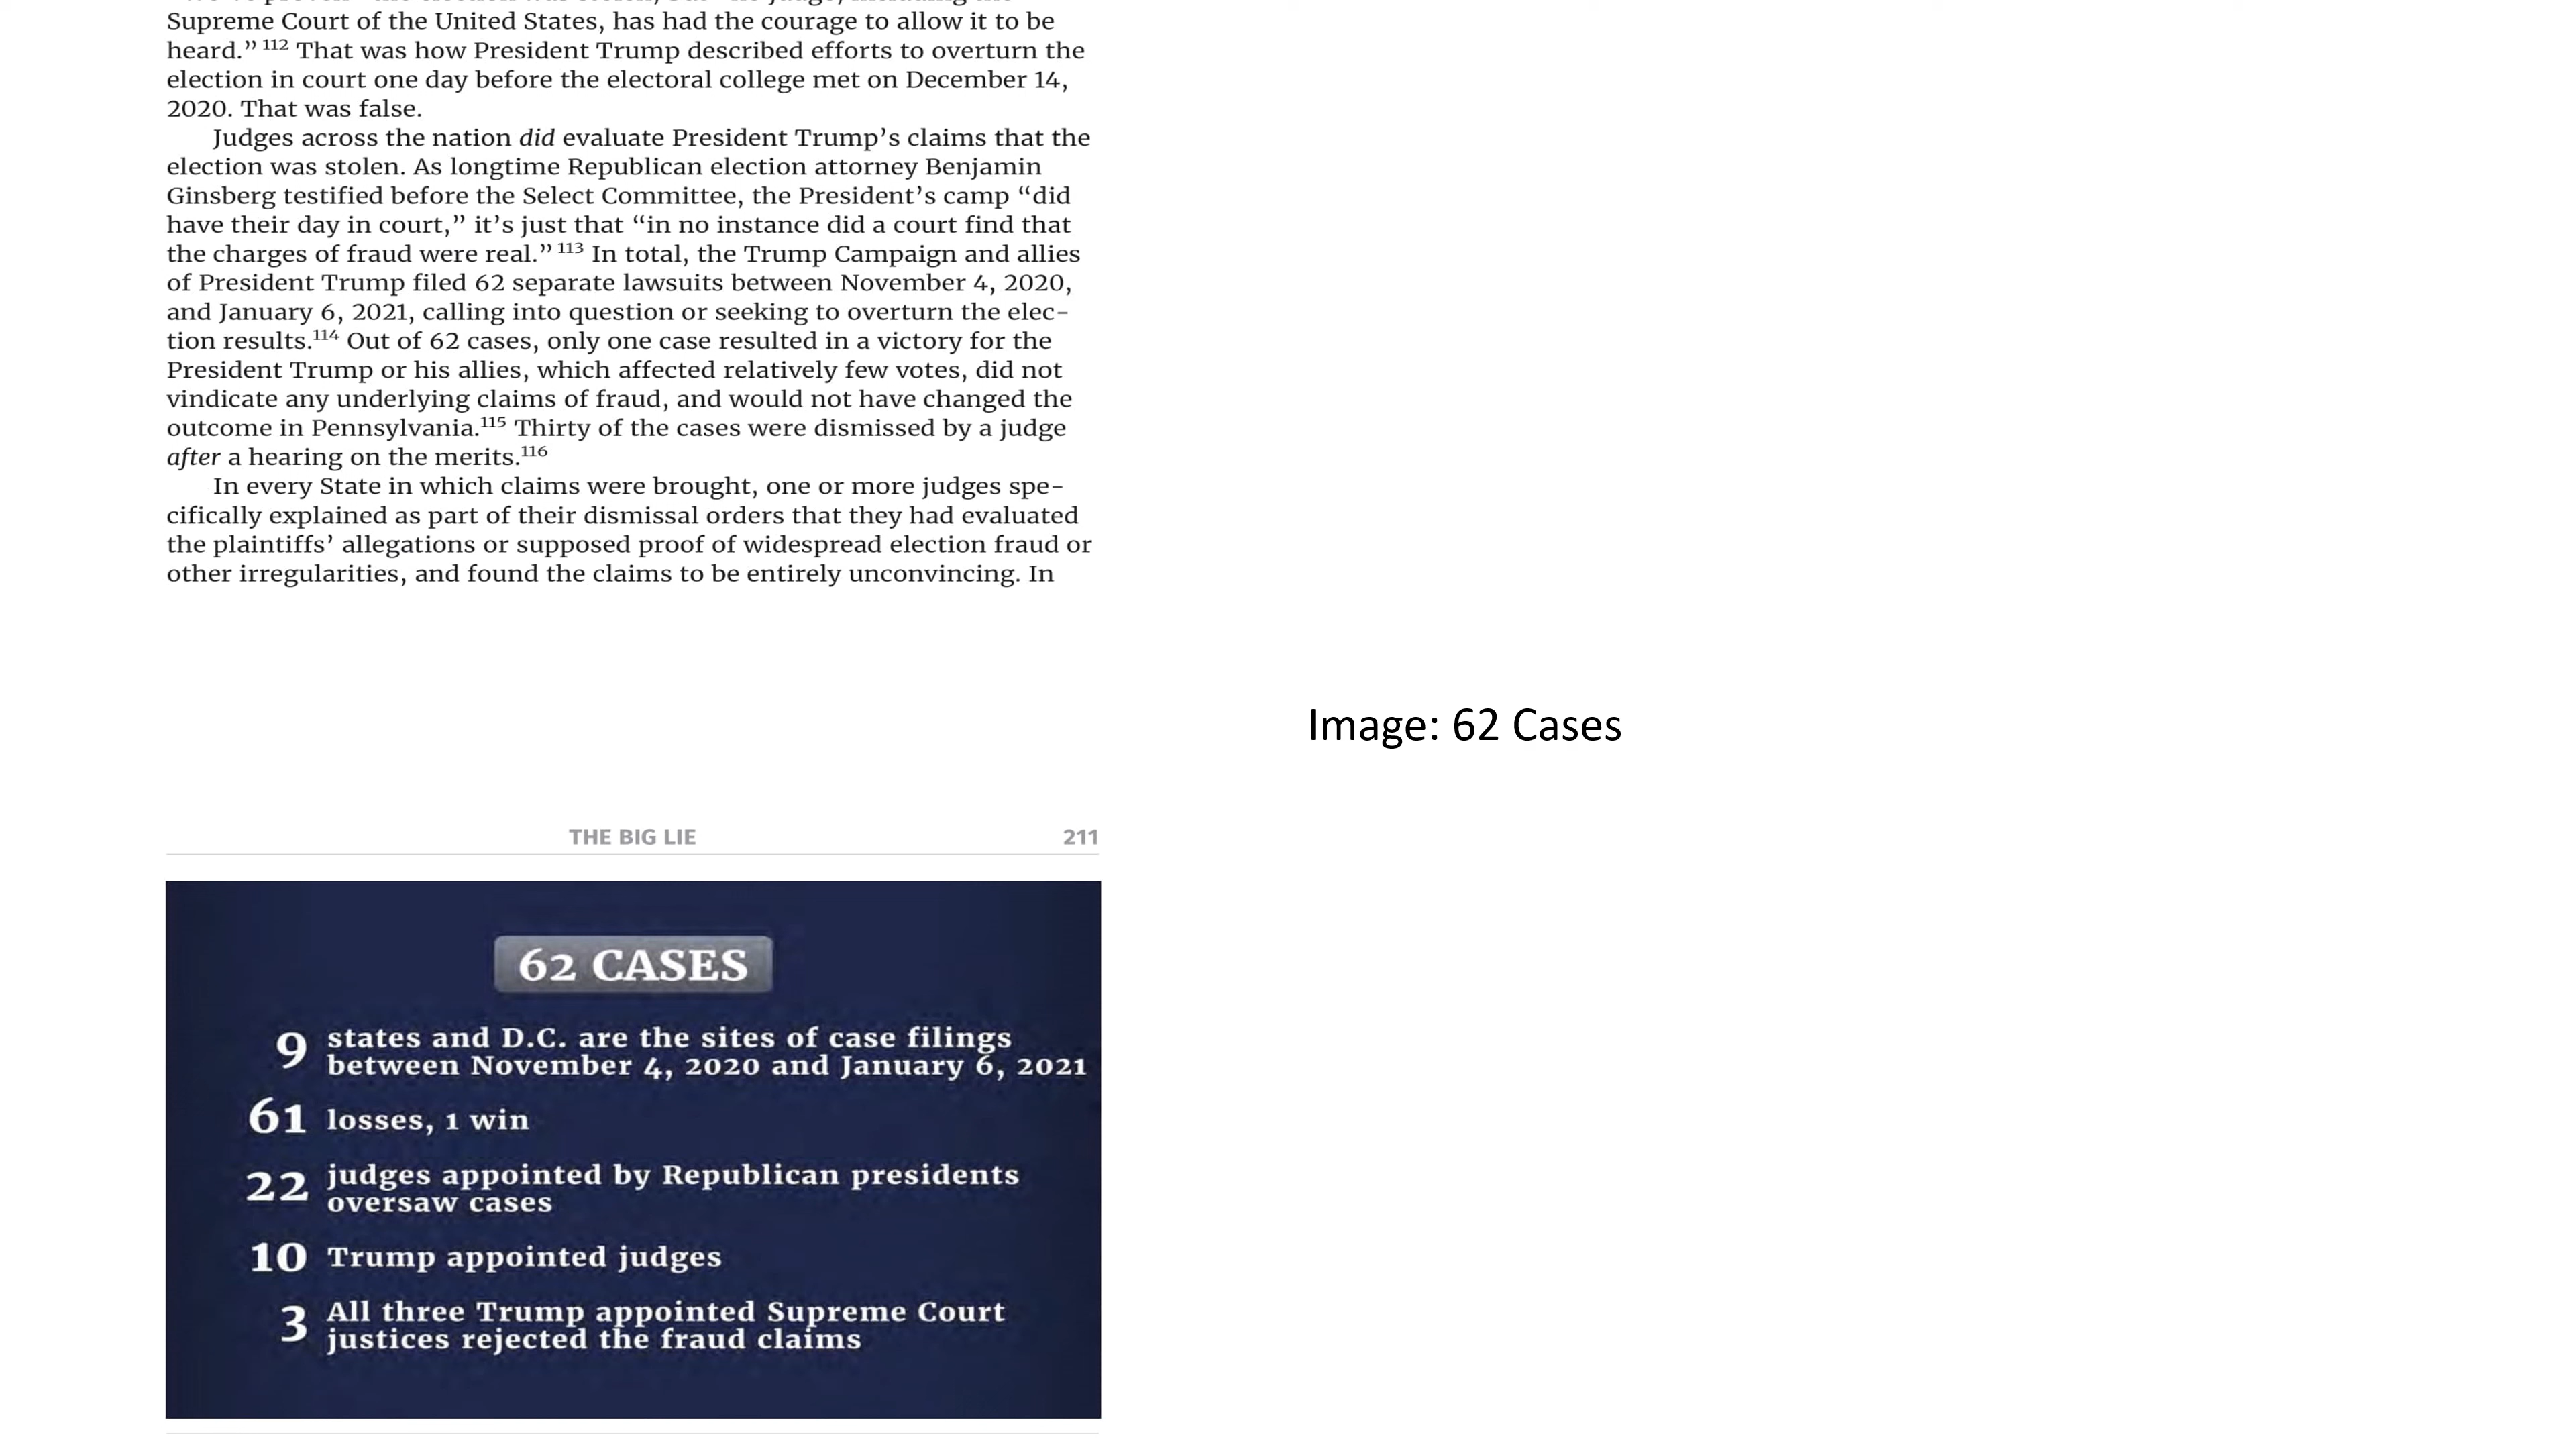 Supreme Court of the United States, has had the courage to allow it to be
heard.” 112 That was how President Trump described efforts to overturn the
election in court one day before the electoral college met on December 14,
2020. That was false.
Judges across the nation did evaluate President Trump’s claims that the
election was stolen. As longtime Republican election attorney Benjamin
Ginsberg testified before the Select Committee, the President’s camp “did
have their day in court,” it’s just that “in no instance did a court find that
the charges of fraud were real.” 113 In total, the Trump Campaign and allies
of President Trump filed 62 separate lawsuits between November 4, 2020,
and January 6, 2021, calling into question or seeking to overturn the elec-
tion results.114 Out of 62 cases, only one case resulted in a victory for the
President Trump or his allies, which affected relatively few votes, did not
vindicate any underlying claims of fraud, and would not have changed the
outcome in Pennsylvania.115 Thirty of the cases were dismissed by a judge
after a hearing on the merits.116
In every State in which claims were brought, one or more judges spe-
cifically explained as part of their dismissal orders that they had evaluated
the plaintiffs’ allegations or supposed proof of widespread election fraud or
other irregularities, and found the claims to be entirely unconvincing. In
Image: 62 Cases
THE BIG LIE 211
62 CASES
9 states and D.C. are the sites of case filings
between November 4, 2020 and January 6, 2021
61 losses, 1 win
22 judges appointed by Republican presidents
oversaw cases
10 Trump appointed judges
3 All three Trump appointed Supreme Court
justices rejected the fraud claims